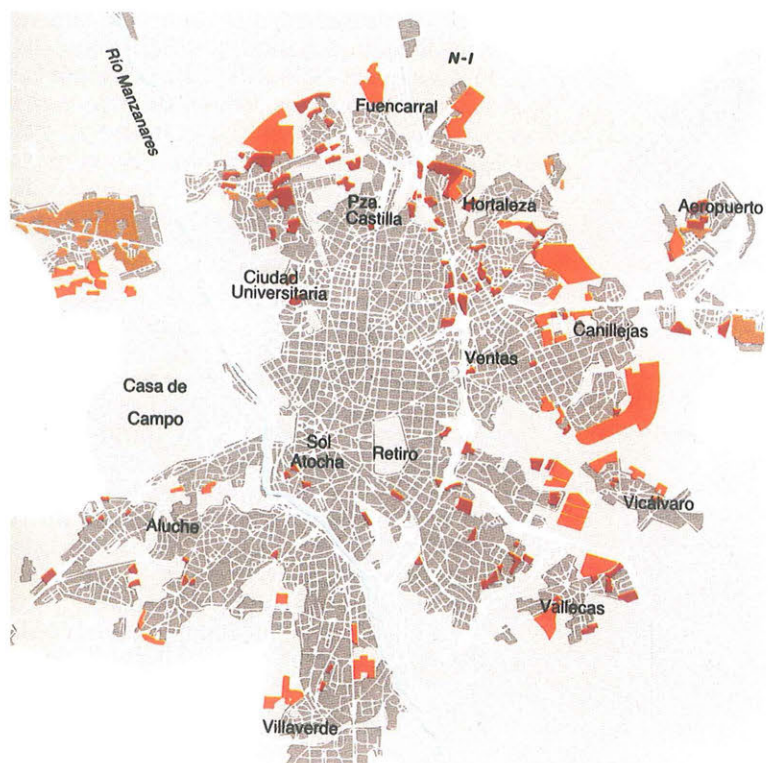 N-I
Río Manzanares
Fuencarral
Pza.
Castilla
Hortaleza
Aeropuerto
Ciudad
Universitaria
Canillejas
Ventas
Casa de
Campo
Sol
Atocha
Retiro
Vicálvaro
Aluche
Vallecas
Villaverde